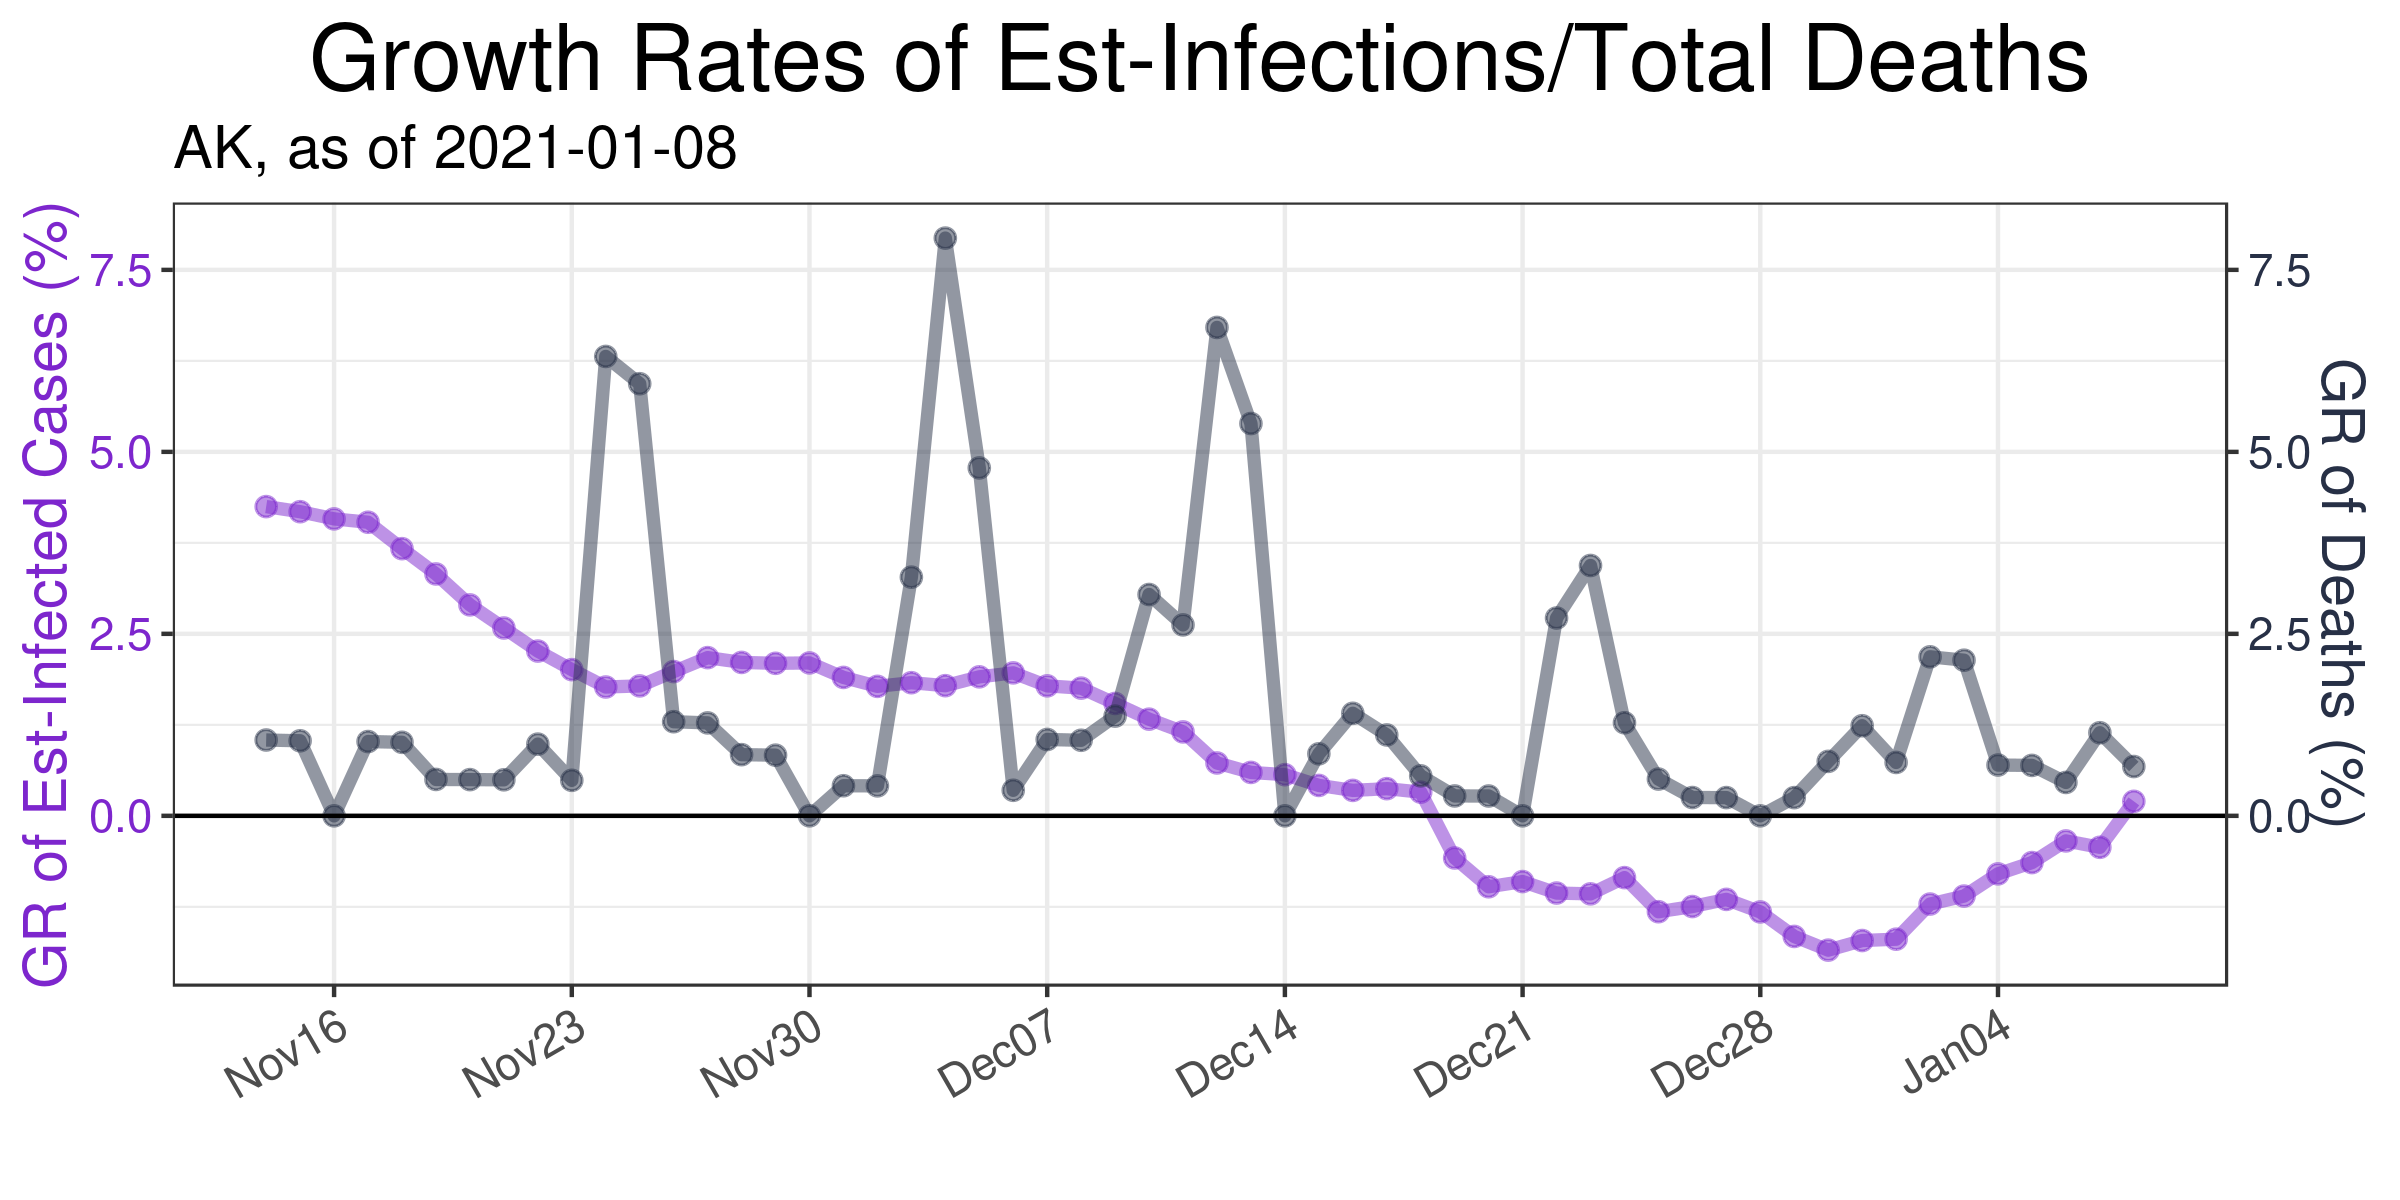 Growth Rates of Est-Infections/Total Deaths
AK, as of 2021-01-08
GR of Est-Infected Cases (%)
7.5
5.0
2.5
0.0
7.5
5.0
2.5
0.0
GR of Deaths (%)
Nov16
Nov23
Nov30
Dec07
Dec14
Dec21
Dec28
Jan04